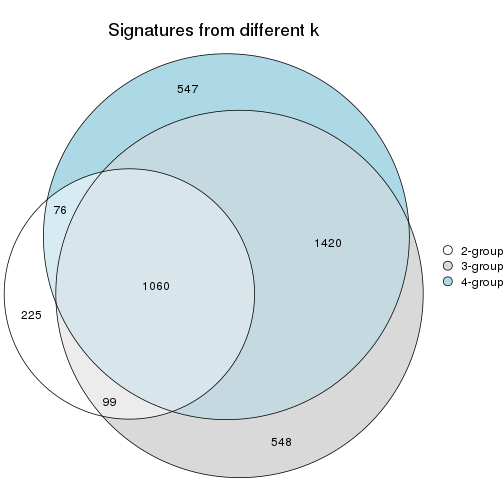 Signatures from different k
547
76
1420
1060
225
99
548
2-group
3-group
4-group